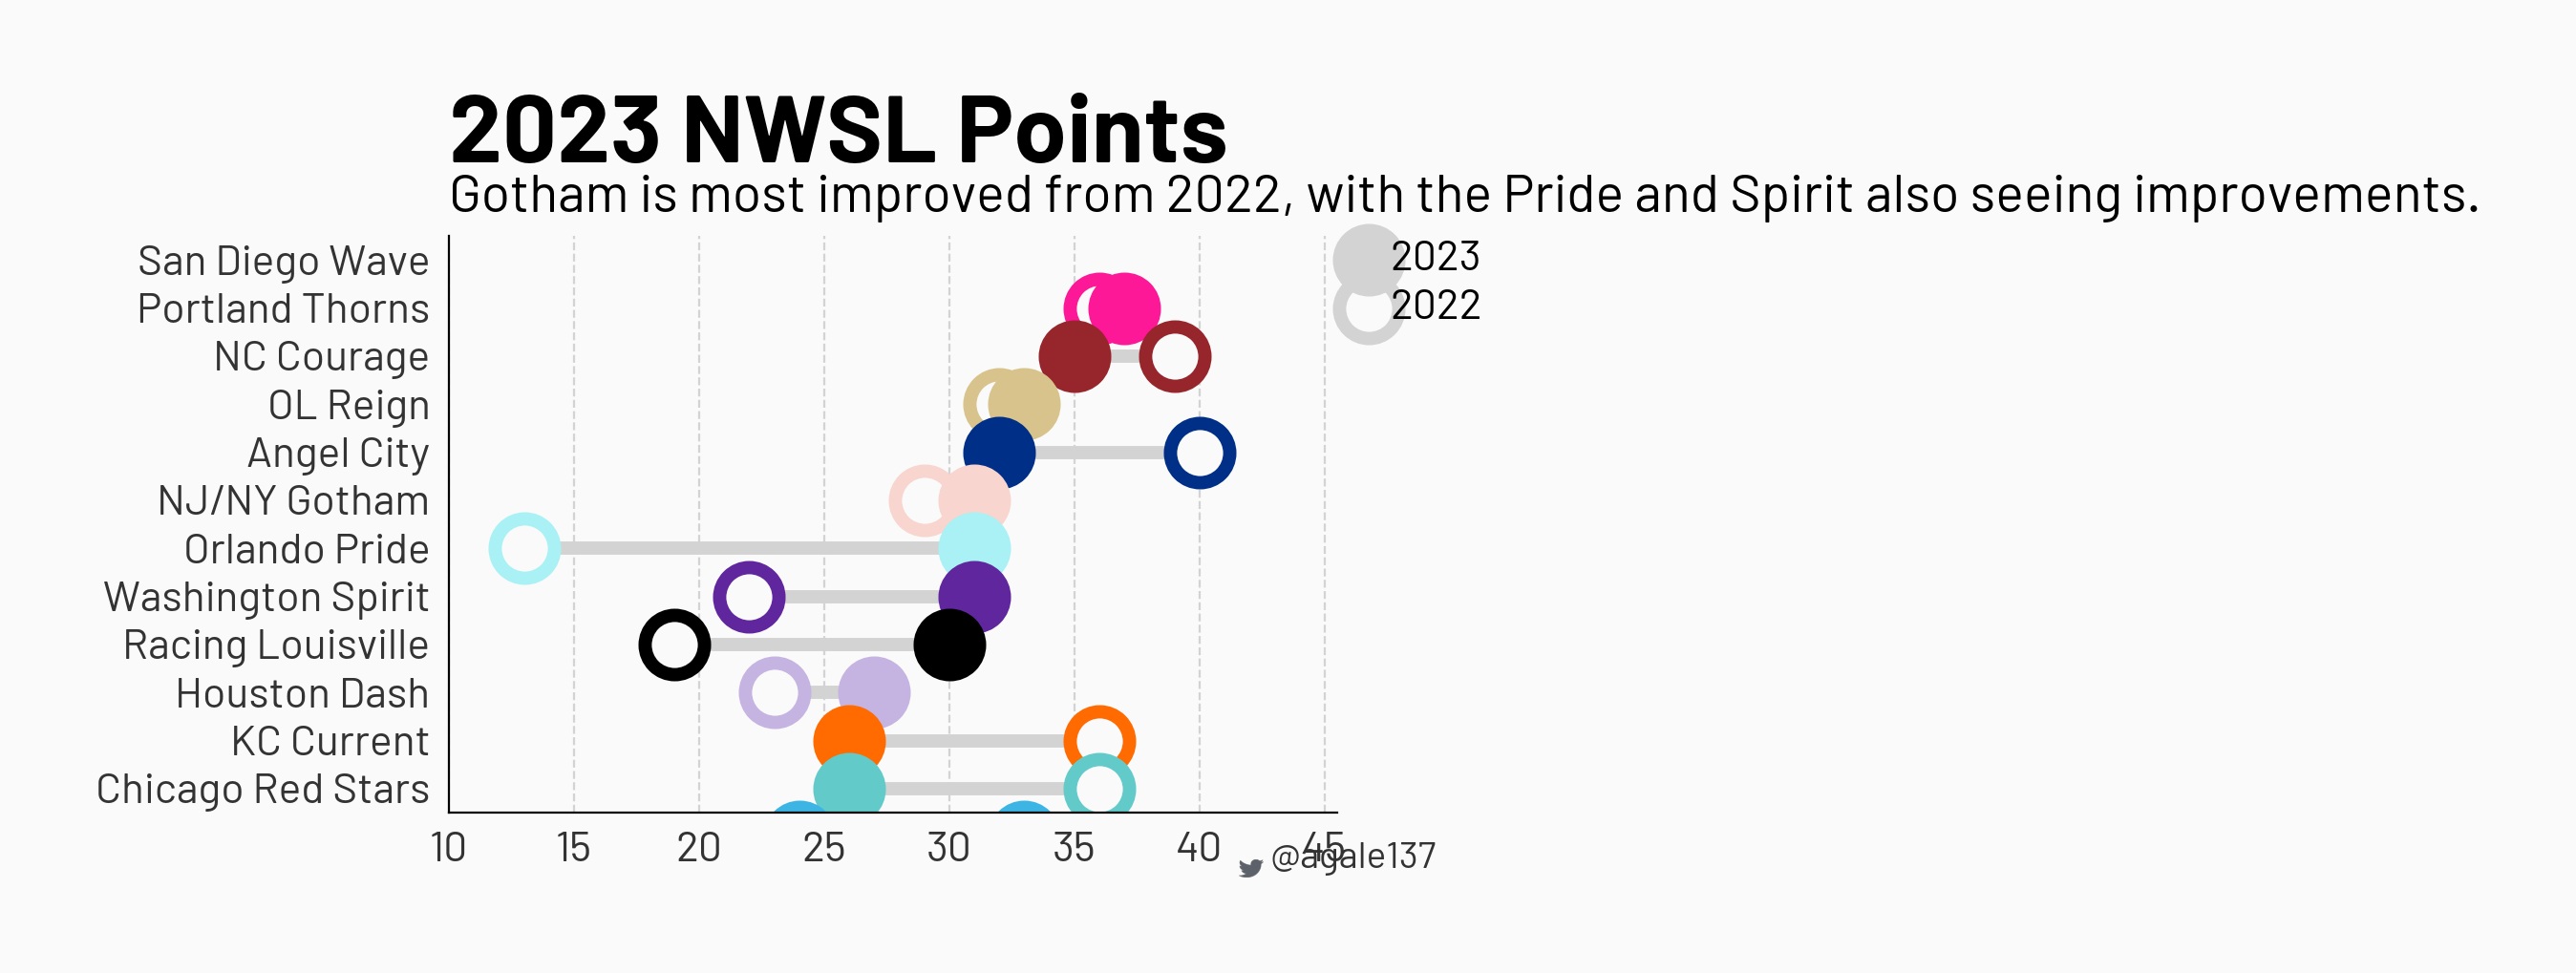 2023 NWSL Points
Gotham is most improved from 2022, with the Pride and Spirit also seeing improvements.
San Diego Wave
Portland Thorns
NC Courage
OL Reign
Angel City
NJ/NY Gotham
Orlando Pride
Washington Spirit
Racing Louisville
Houston Dash
KC Current
Chicago Red Stars
2023
2022
10 15 20 25 30 35 40 45
@agale137